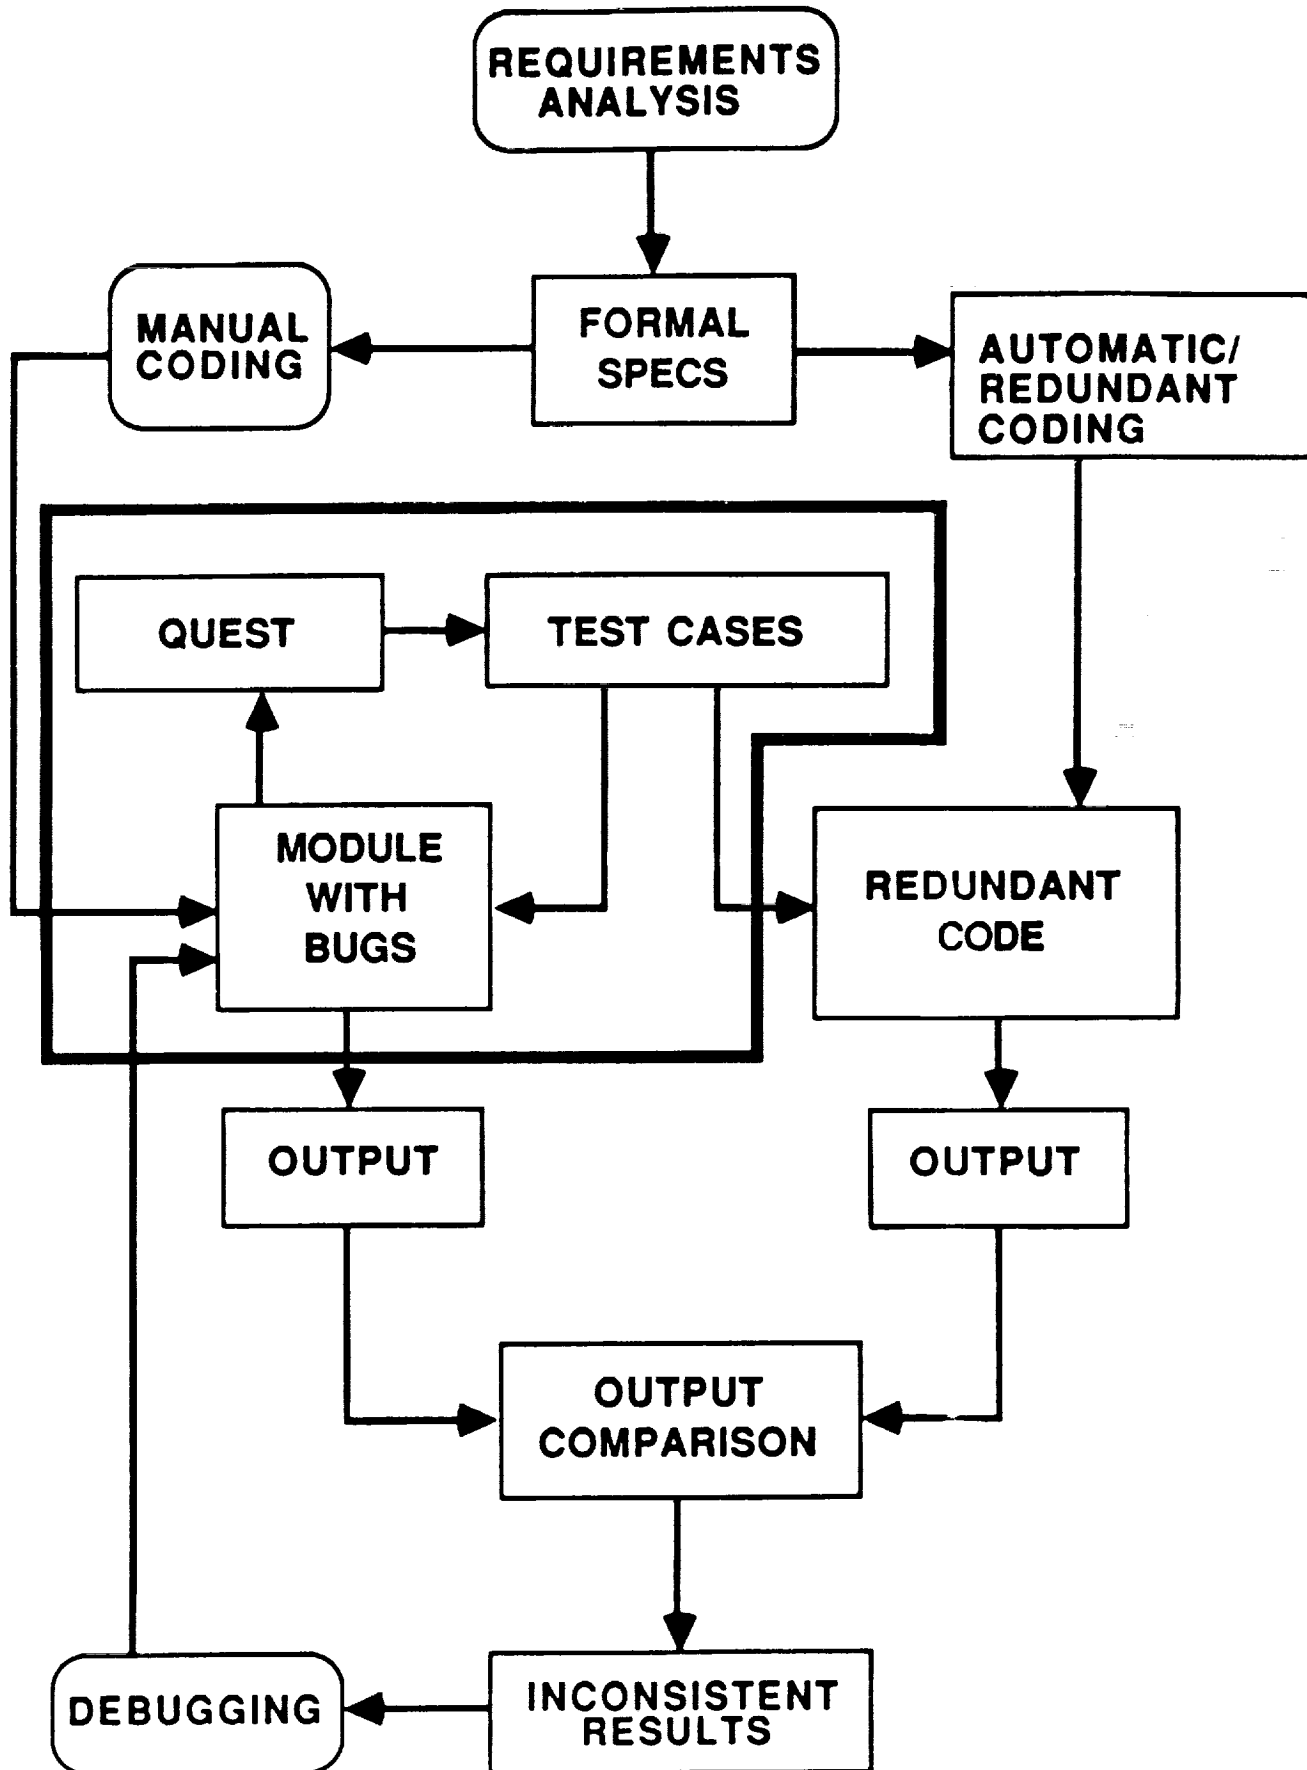 REQUIREMENTS
ANALYSIS
MANUAL
CODING
FORMAL
SPECS
AUTOMATIC/
REDUNDANT
CODING
QUEST
TEST CASES
MODULE
WITH
BUGS
REDUNDANT
CODE
OUTPUT
OUTPUT
OUTPUT
COMPARISON
DEBUGGING
INCONSISTENT
RESULTS